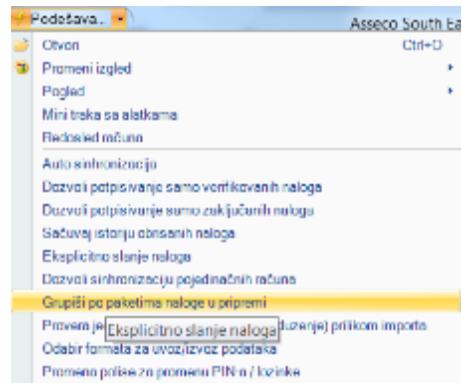 Podešava...
Asseco South Ea
Otvori Ctrl+O
Promeni izgled
Pogled
Mini traka sa alatkama
Redosled računa
Auto sinhronizacija
Dozvoli potpisivanje samo verifikovanih naloga
Dozvoli potpisivanje samo zaključanih naloga
Sačuvaj istoriju obrisanih naloga
Eksplicitno slanje naloga
Dozvoli sinhronizaciju pojedinačnih računa
Grupiši po paketima naloge u pripremi
Provera je Eksplicitno slanje naloga duzenje) prilikom importa
Odabir formata za uvoz/izvoz podataka
Promena polise za promenu PIN-a / lozinke